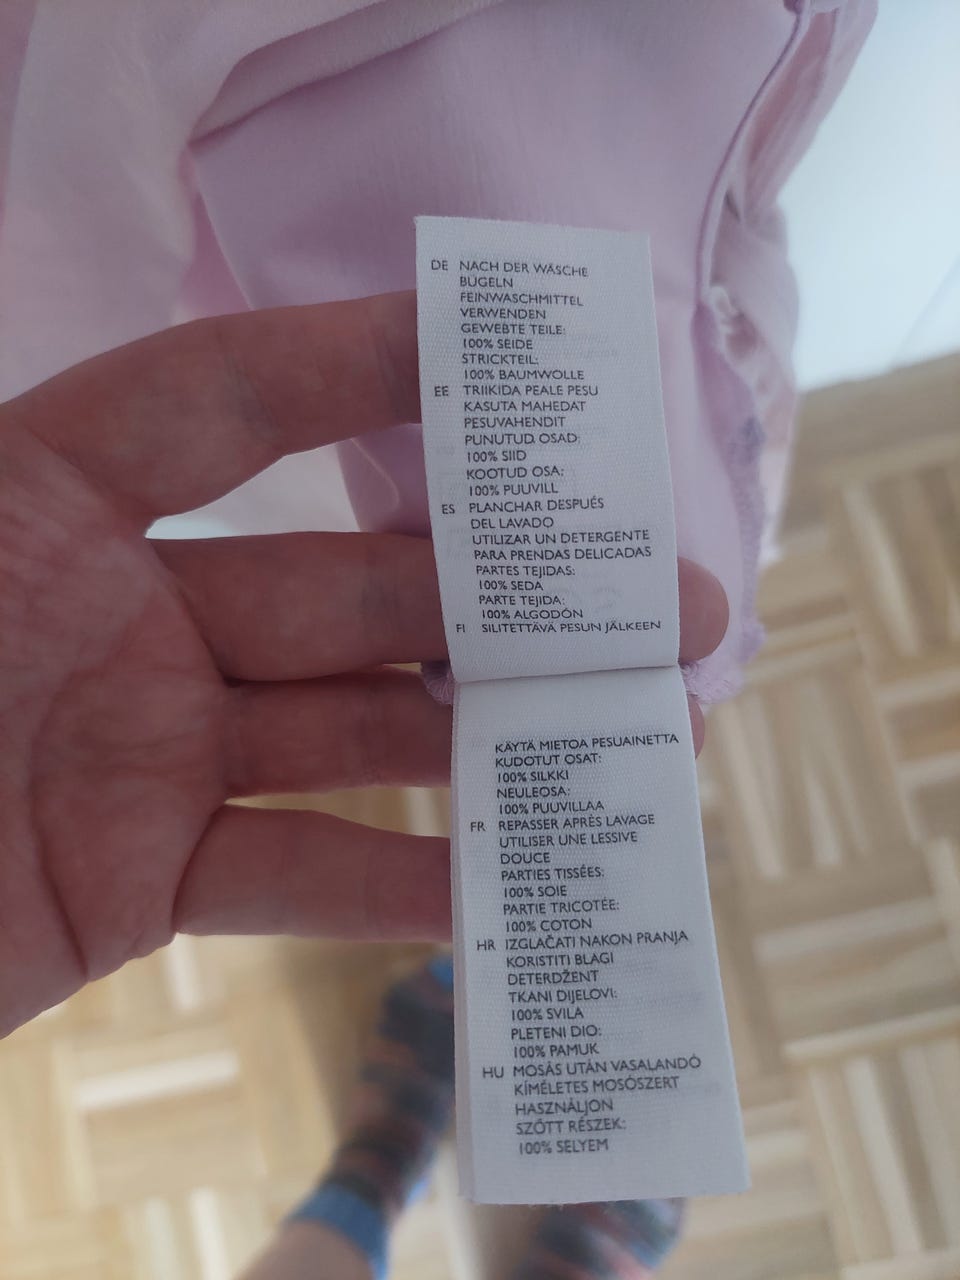 DE NACH DER WÄSCHE
BÜGELN
FEINWASCHMITTEL
VERWENDEN
GEWEBTE TEILE:
100% SEIDE
STRICKTEIL:
100% BAUMWOLLE
EE TRIIKIDA PEALE PESU
KASUTA MAHEDAT
PESUVAHENDIT
PUNUTUD OSAD:
100% SIID
KOOTUD OSA:
100% PUUVILL
ES PLANCHAR DESPUÉS
DEL LAVADO
UTILIZAR UN DETERGENTE
PARA PRENDAS DELICADAS
PARTES TEJIDAS:
100% SEDA
PARTE TEJIDA:
100% ALGODÓN
FI SILITETTÄVÄ PESUN JÄLKEEN
KÄYTÄ MIETOA PESUAINETTA
KUDOTUT OSAT:
100% SILKKI
NEULEOSA:
100% PUUVILLAA
FR REPASSER APRÈS LAVAGE
UTILISER UNE LESSIVE
DOUCE
PARTIES TISSÉES:
100% SOIE
PARTIE TRICOTÉE:
100% COTON
HR IZGLAČATI NAKON PRANJA
KORISTITI BLAGI
DETERDŽENT
TKANI DIJELOVI:
100% SVILA
PLETENI DIO:
100% PAMUK
HU MOSÁS UTÁN VASALANDÓ
KÍMÉLETES MOSÓSZERT
HASZNÁLJON
SZŐTT RÉSZEK:
100% SELYEM